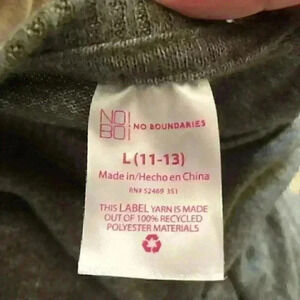 NO!
BO!
NO BOUNDARIES
L (11-13)
Made in/Hecho en China
RN# 52469 351
THIS LABEL YARN IS MADE
OUT OF 100% RECYCLED
POLYESTER MATERIALS